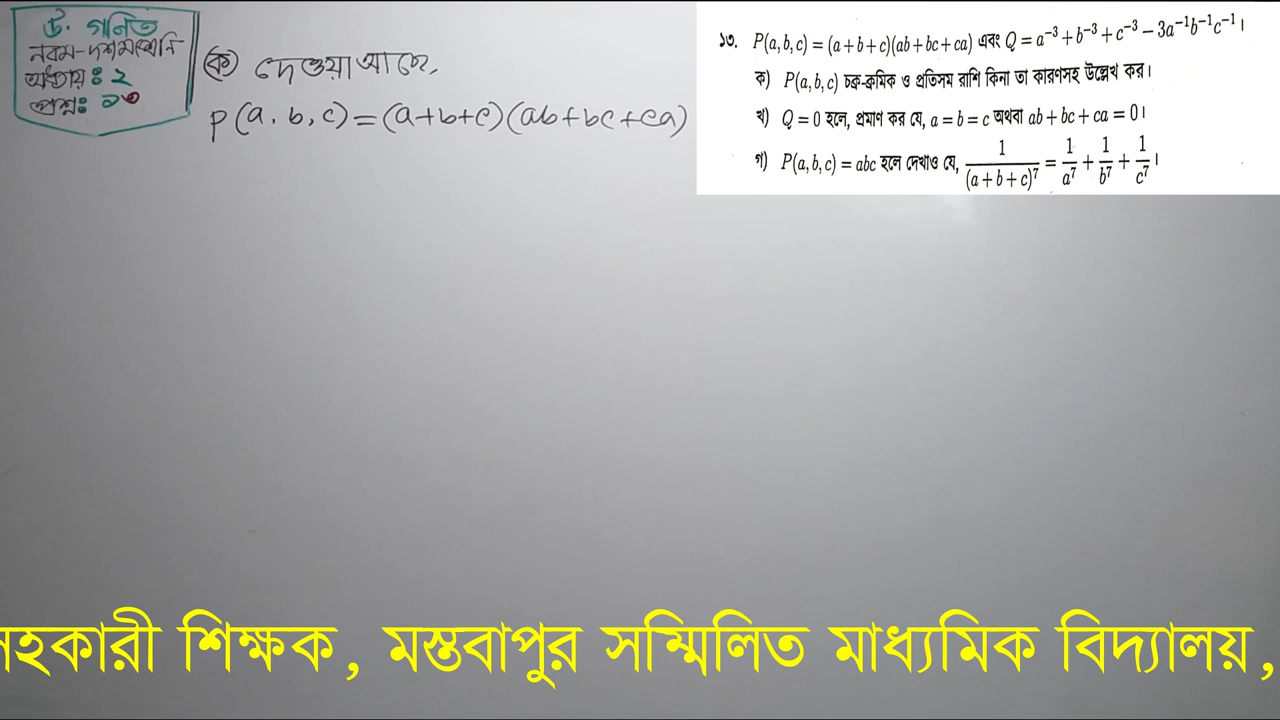 উ. গনিত
নবম-দশম শ্রেনি
অধ্যায়ঃ ২
প্রশ্নঃ ১৩
(ক) দেওয়া আছে,
P(a, b, c) = (a+b+c)(ab+bc+ca)
১৩. P(a, b, c) = (a + b + c)(ab + bc + ca) এবং Q = a⁻³ + b⁻³ + c⁻³ − 3a⁻¹b⁻¹c⁻¹ ।
ক) P(a, b, c) চক্র-ক্রমিক ও প্রতিসম রাশি কিনা তা কারণসহ উল্লেখ কর।
খ) Q = 0 হলে, প্রমাণ কর যে, a = b = c অথবা ab + bc + ca = 0।
গ) P(a, b, c) = abc হলে দেখাও যে, 1/(a + b + c)⁷ = 1/a⁷ + 1/b⁷ + 1/c⁷ ।
সহকারী শিক্ষক, মস্তবাপুর সম্মিলিত মাধ্যমিক বিদ্যালয়,